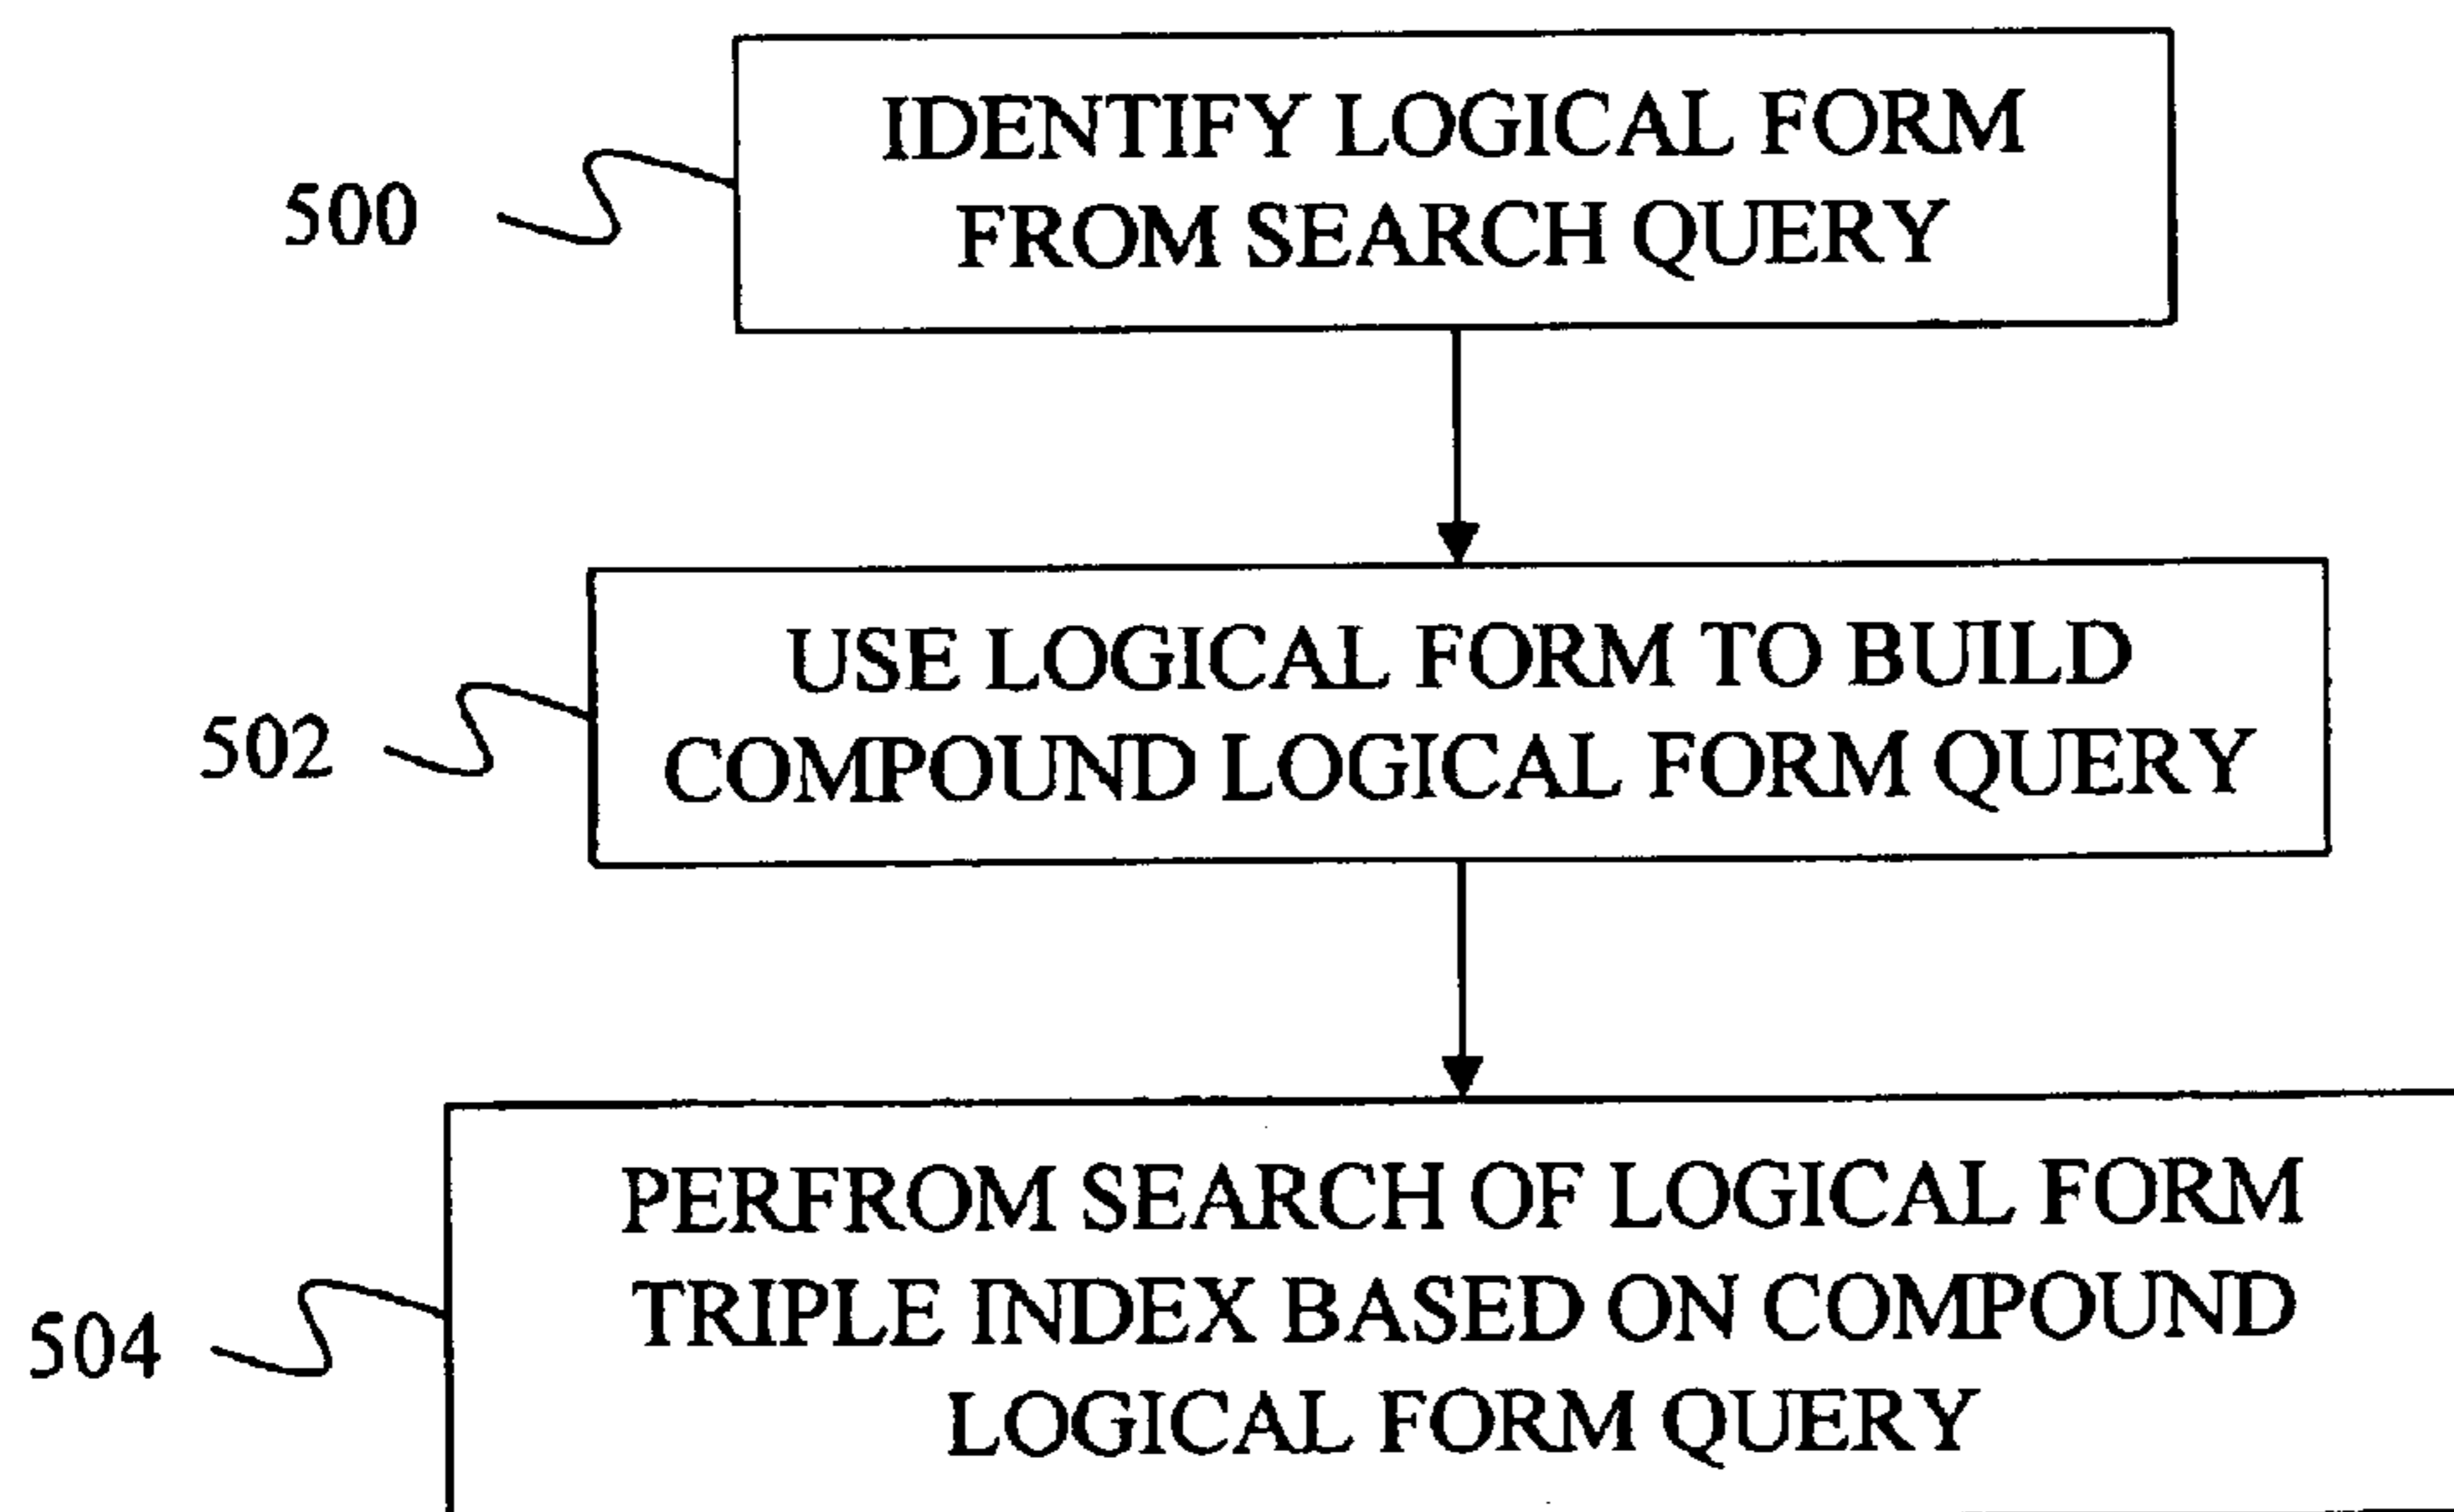 IDENTIFY LOGICAL FORM
FROM SEARCH QUERY
500
USE LOGICAL FORM TO BUILD
COMPOUND LOGICAL FORM QUERY
502
PERFROM SEARCH OF LOGICAL FORM
TRIPLE INDEX BASED ON COMPOUND
LOGICAL FORM QUERY
504